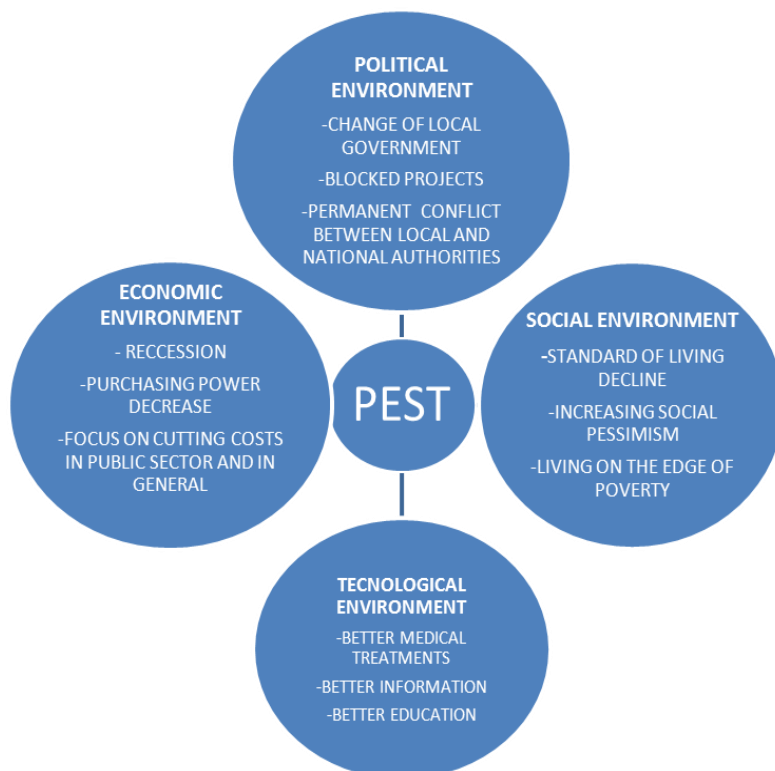 POLITICAL
ENVIRONMENT
-CHANGE OF LOCAL
GOVERNMENT
-BLOCKED PROJECTS
-PERMANENT CONFLICT
BETWEEN LOCAL AND
NATIONAL AUTHORITIES
ECONOMIC
ENVIRONMENT
- RECCESSION
-PURCHASING POWER
DECREASE
-FOCUS ON CUTTING COSTS
IN PUBLIC SECTOR AND IN
GENERAL
PEST
SOCIAL ENVIRONMENT
-STANDARD OF LIVING
DECLINE
-INCREASING SOCIAL
PESSIMISM
-LIVING ON THE EDGE OF
POVERTY
TECNOLOGICAL
ENVIRONMENT
-BETTER MEDICAL
TREATMENTS
-BETTER INFORMATION
-BETTER EDUCATION